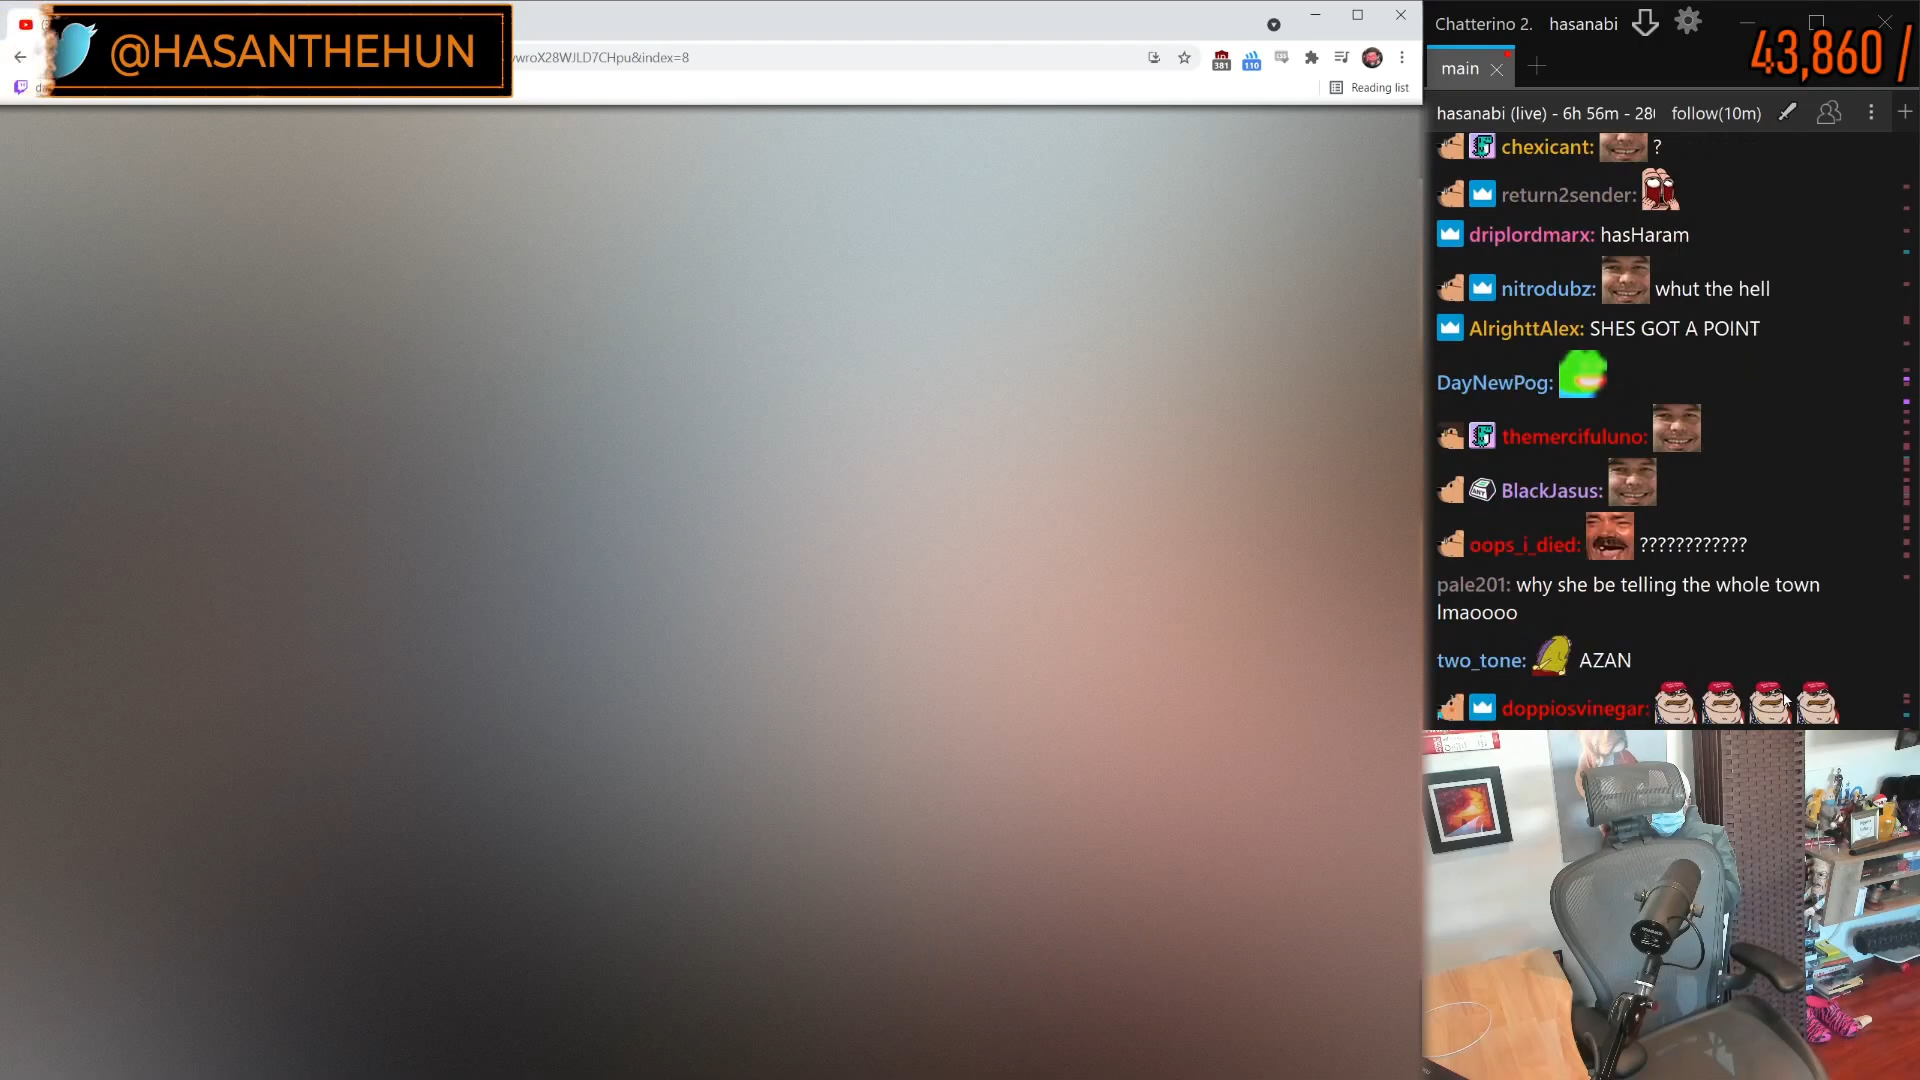 @HASANTHEHUN
wroX28WJLD7CHpu&index=8
381
110
Reading list
Chatterino 2. hasanabi
43,860 /
main
hasanabi (live) - 6h 56m - 28 follow(10m)
chexicant: ?
return2sender:
driplordmarx: hasHaram
nitrodubz: whut the hell
AlrighttAlex: SHES GOT A POINT
DayNewPog:
themercifuluno:
BlackJasus:
oops_i_died: ????????????
pale201: why she be telling the whole town
lmaoooo
two_tone: AZAN
doppiosvinegar: